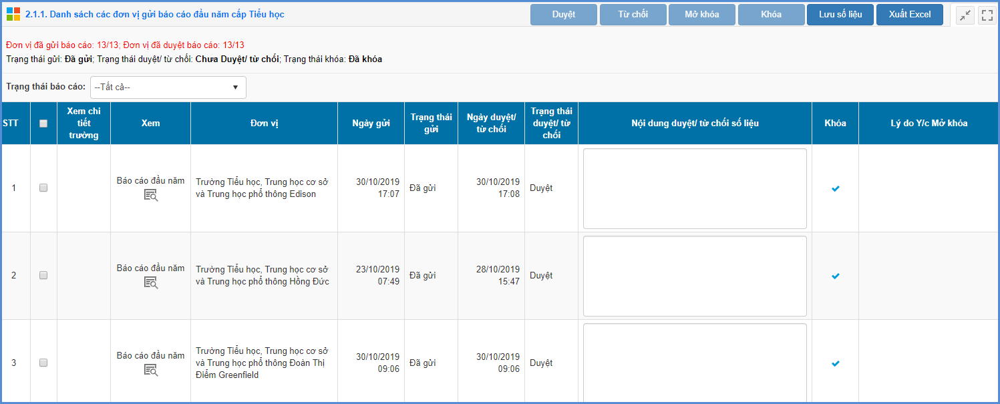 2.1.1. Danh sách các đơn vị gửi báo cáo đầu năm cấp Tiểu học
Duyệt
Từ chối
Mở khóa
Khóa
Lưu số liệu
Xuất Excel
Đơn vị đã gửi báo cáo: 13/13; Đơn vị đã duyệt báo cáo: 13/13
Trạng thái gửi: Đã gửi; Trạng thái duyệt/ từ chối: Chưa Duyệt/ từ chối; Trạng thái khóa: Đã khóa
Trạng thái báo cáo:
--Tất cả--
STT
Xem chi
tiết
trường
Xem
Đơn vị
Ngày gửi
Trạng thái
gửi
Ngày duyệt/
từ chối
Trạng thái
duyệt/ từ
chối
Nội dung duyệt/ từ chối số liệu
Khóa
Lý do Y/c Mở khóa
1
Báo cáo đầu năm
Trường Tiểu học, Trung học cơ sở
và Trung học phổ thông Edison
30/10/2019
17:07
Đã gửi
30/10/2019
17:08
Duyệt
2
Báo cáo đầu năm
Trường Tiểu học, Trung học cơ sở
và Trung học phổ thông Hồng Đức
23/10/2019
07:49
Đã gửi
28/10/2019
15:47
Duyệt
3
Báo cáo đầu năm
Trường Tiểu học, Trung học cơ sở
và Trung học phổ thông Đoàn Thị
Điểm Greenfield
30/10/2019
09:06
Đã gửi
30/10/2019
09:06
Duyệt